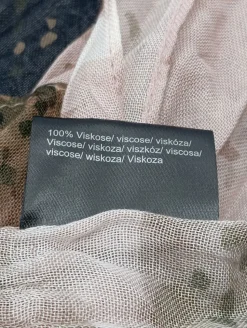 100% Viskose/ viscose/ viskóza/
Viscose/ viskoza/ viszkóz/ viscosa/
viscose/ wiskoza/ Viskoza